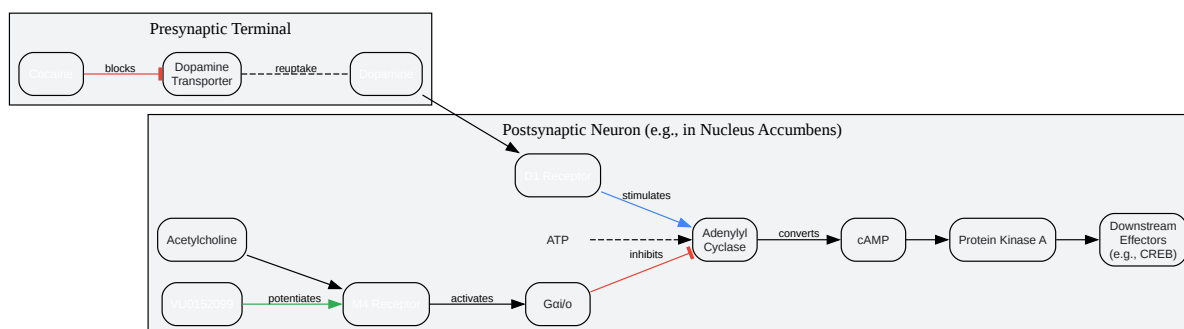 Presynaptic Terminal
Cocaine
blocks
Dopamine
Transporter
reuptake
Dopamine
Postsynaptic Neuron (e.g., in Nucleus Accumbens)
D1 Receptor
stimulates
Acetylcholine
ATP
Adenylyl
Cyclase
converts
cAMP
Protein Kinase A
Downstream
Effectors
(e.g., CREB)
inhibits
VU0152099
potentiates
M4 Receptor
activates
Gαi/o